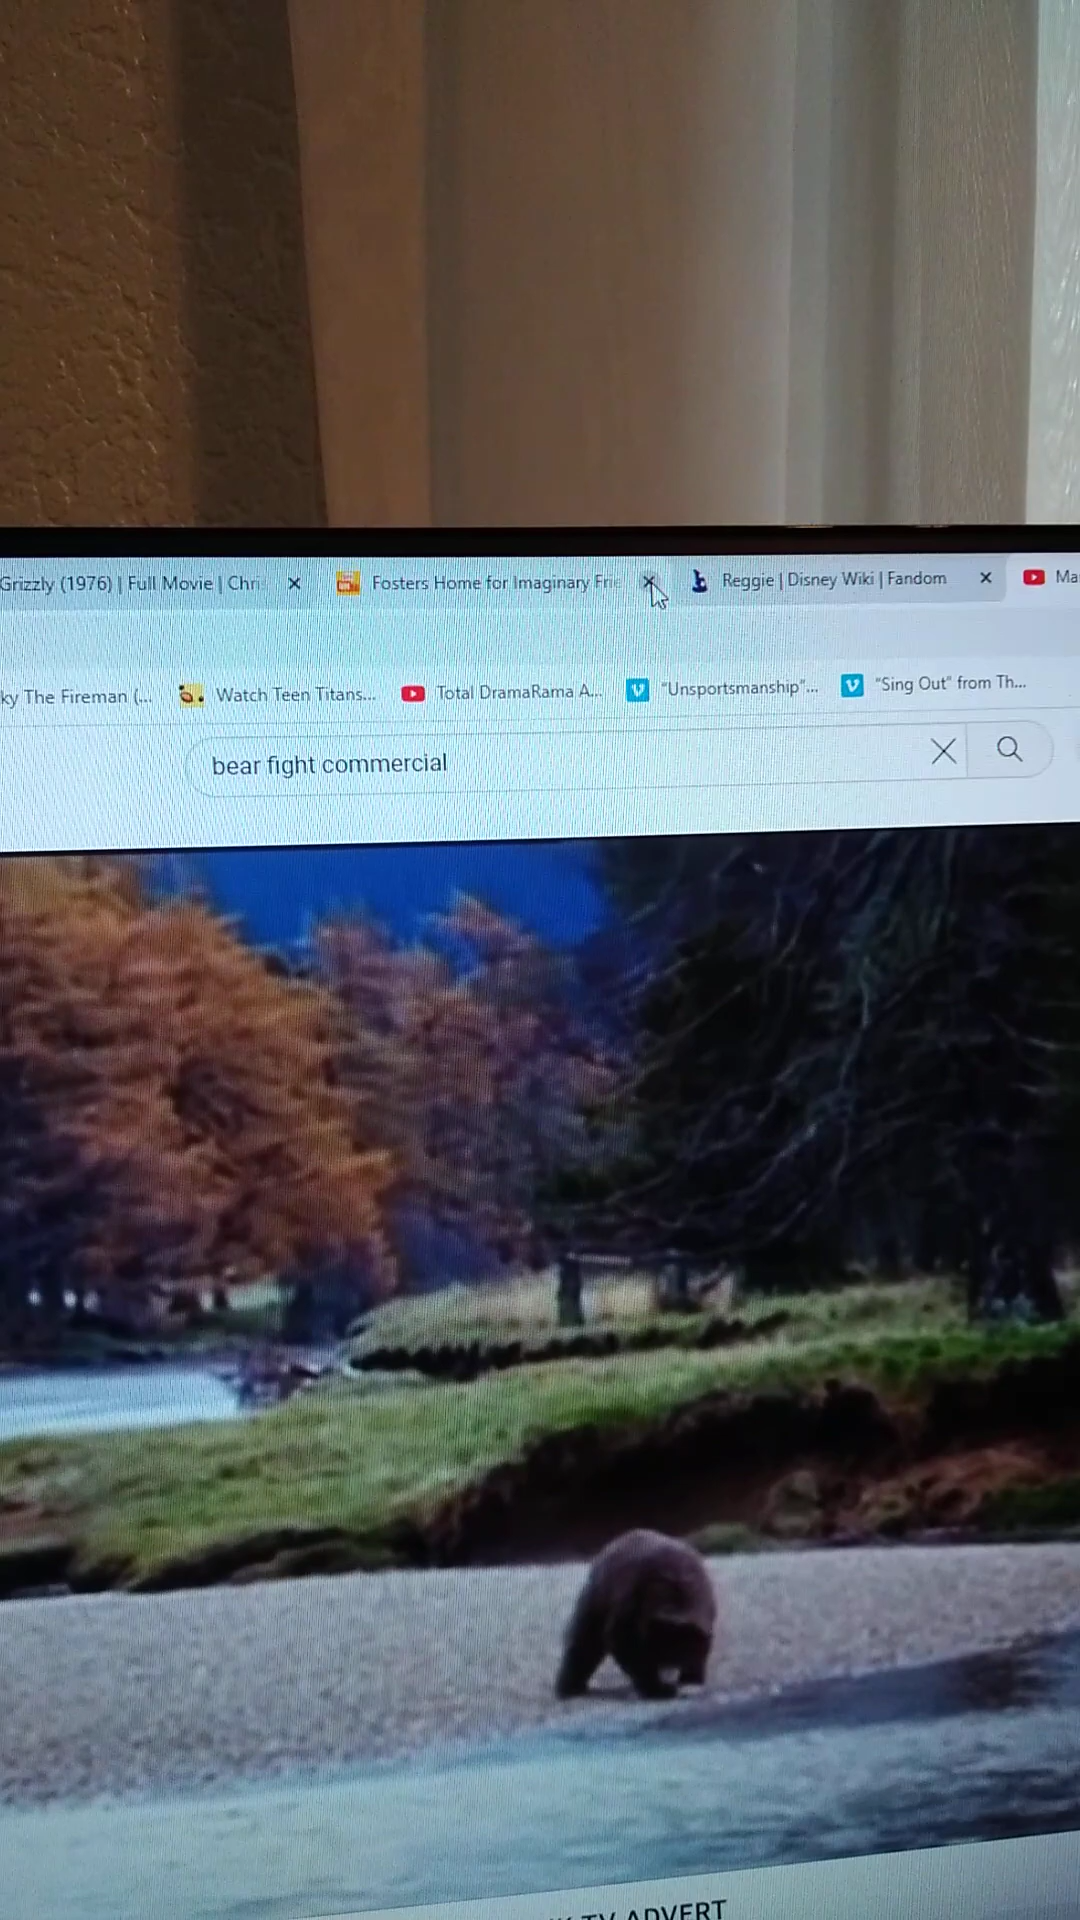 Grizzly (1976) | Full Movie | Chri Fosters Home for Imaginary Frie Reggie | Disney Wiki | Fandom Ma
ky The Fireman (... Watch Teen Titans... Total DramaRama A... "Unsportsmanship"... "Sing Out" from Th...
bear fight commercial
TV ADVERT